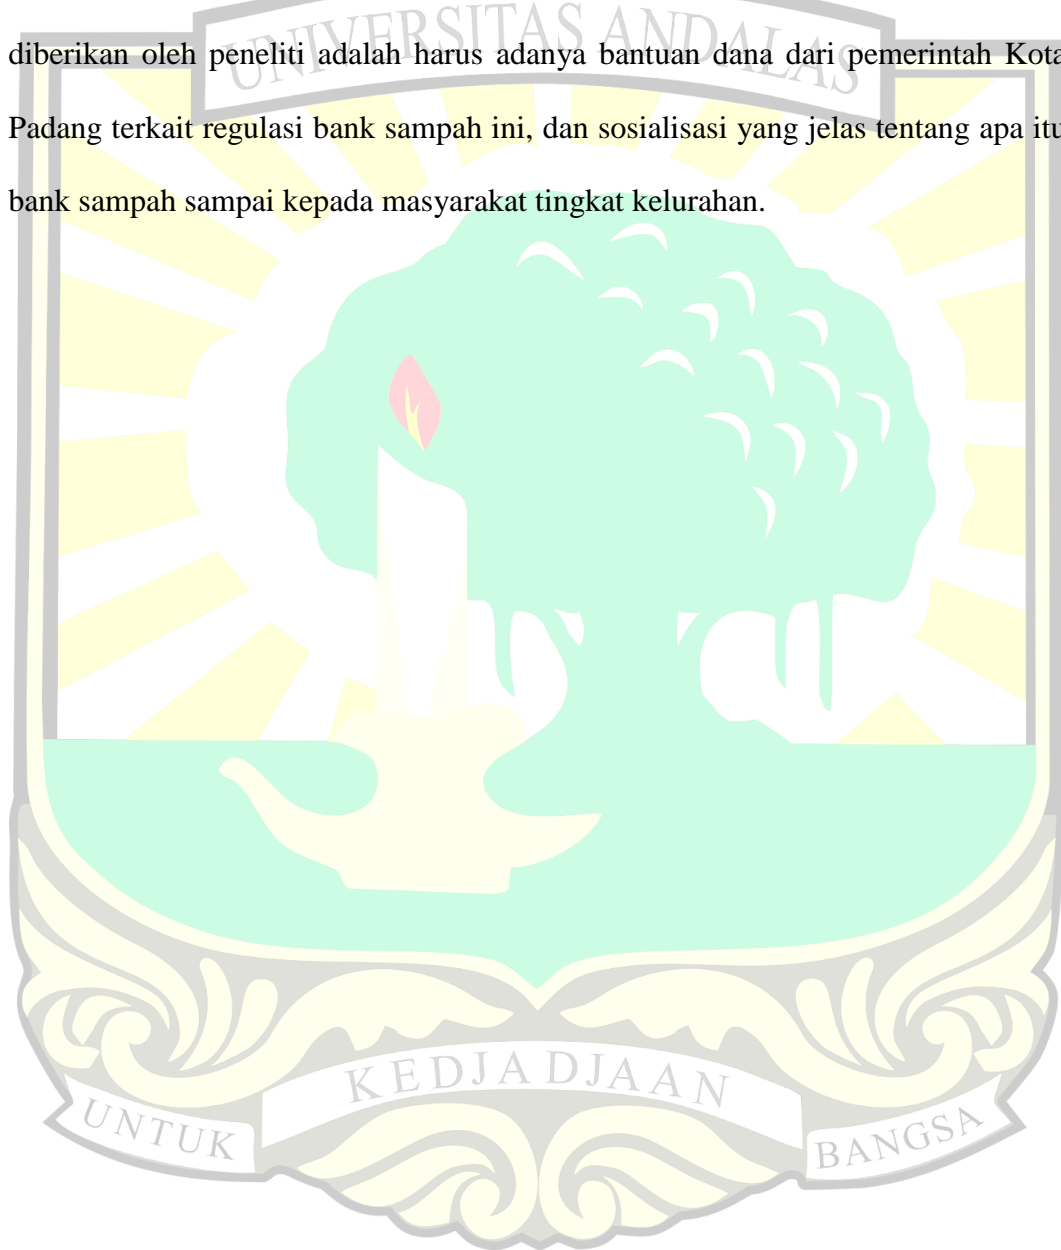 UNIVERSITAS ANDALAS
diberikan oleh peneliti adalah harus adanya bantuan dana dari pemerintah Kota
Padang terkait regulasi bank sampah ini, dan sosialisasi yang jelas tentang apa itu
bank sampah sampai kepada masyarakat tingkat kelurahan.
UNTUK
KEDJADJAAN
BANGSA